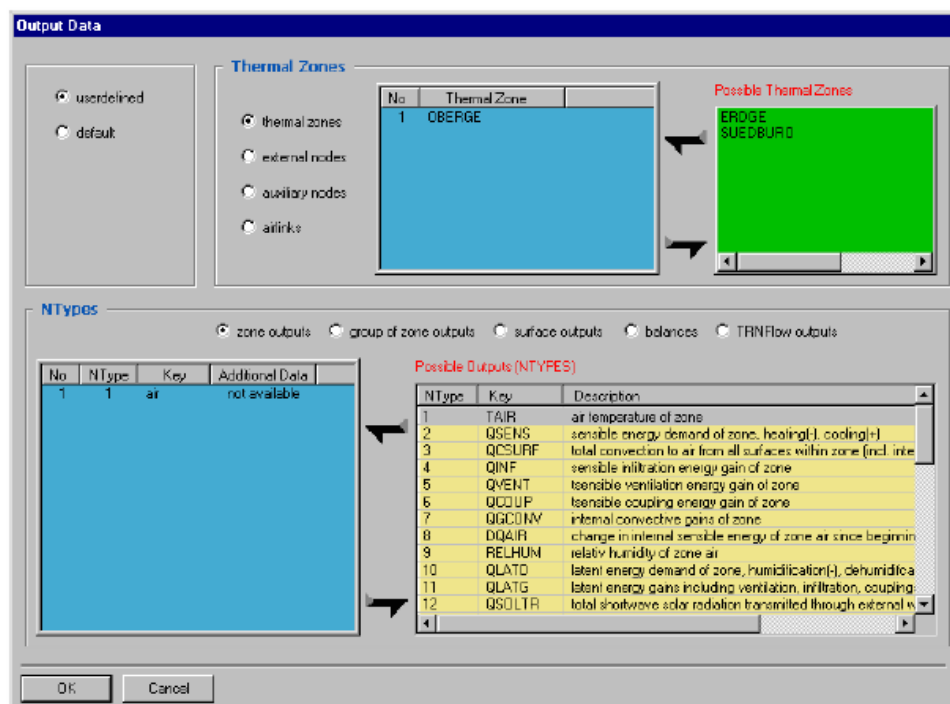 Output Data
userdefined
default
Thermal Zones
thermal zones
external nodes
auxiliary nodes
airlinks
No Thermal Zone
1 OBERGE
Possible Thermal Zones
ERDGE
SUEDBURO
NTypes
zone outputs group of zone outputs surface outputs balances TRNFlow outputs
No NType Key Additional Data
1 1 air not available
Possible Outputs (NTYPES)
NType Key Description
1 TAIR air temperature of zone
2 QSENS sensible energy demand of zone, heating(-), cooling(+)
3 QCSURF total convection to air from all surfaces within zone (incl. inte
4 QINF sensible infiltration energy gain of zone
5 QVENT tsensible ventilation energy gain of zone
6 QCOUP tsensible coupling energy gain of zone
7 QGCONV internal convective gains of zone
8 DQAIR change in internal sensible energy of zone air since beginnin
9 RELHUM relativ humidity of zone air
10 QLATD latent energy demand of zone, humidification(-), dehumidifica
11 QLATG latent energy gains including ventilation, infiltration, coupling
12 QSOLTR total shortwave solar radiation transmitted through external w
OK Cancel